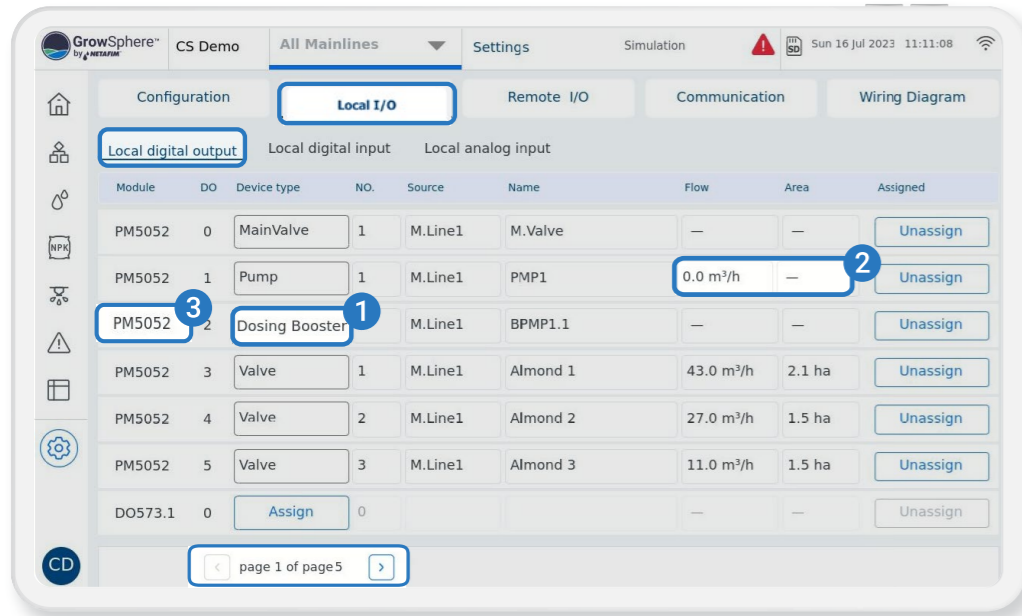 GrowSphere™ by NETAFIM CS Demo All Mainlines Settings Simulation SD Sun 16 Jul 2023 11:11:08
Configuration Local I/O Remote I/O Communication Wiring Diagram
Local digital output Local digital input Local analog input
Module DO Device type NO. Source Name Flow Area Assigned
PM5052 0 MainValve 1 M.Line1 M.Valve — — Unassign
PM5052 1 Pump 1 M.Line1 PMP1 0.0 m³/h — 2 Unassign
PM5052 3 2 Dosing Booster 1 M.Line1 BPMP1.1 — — Unassign
PM5052 3 Valve 1 M.Line1 Almond 1 43.0 m³/h 2.1 ha Unassign
PM5052 4 Valve 2 M.Line1 Almond 2 27.0 m³/h 1.5 ha Unassign
PM5052 5 Valve 3 M.Line1 Almond 3 11.0 m³/h 1.5 ha Unassign
DO573.1 0 Assign 0 — — Unassign
NPK
CD < page 1 of page5 >